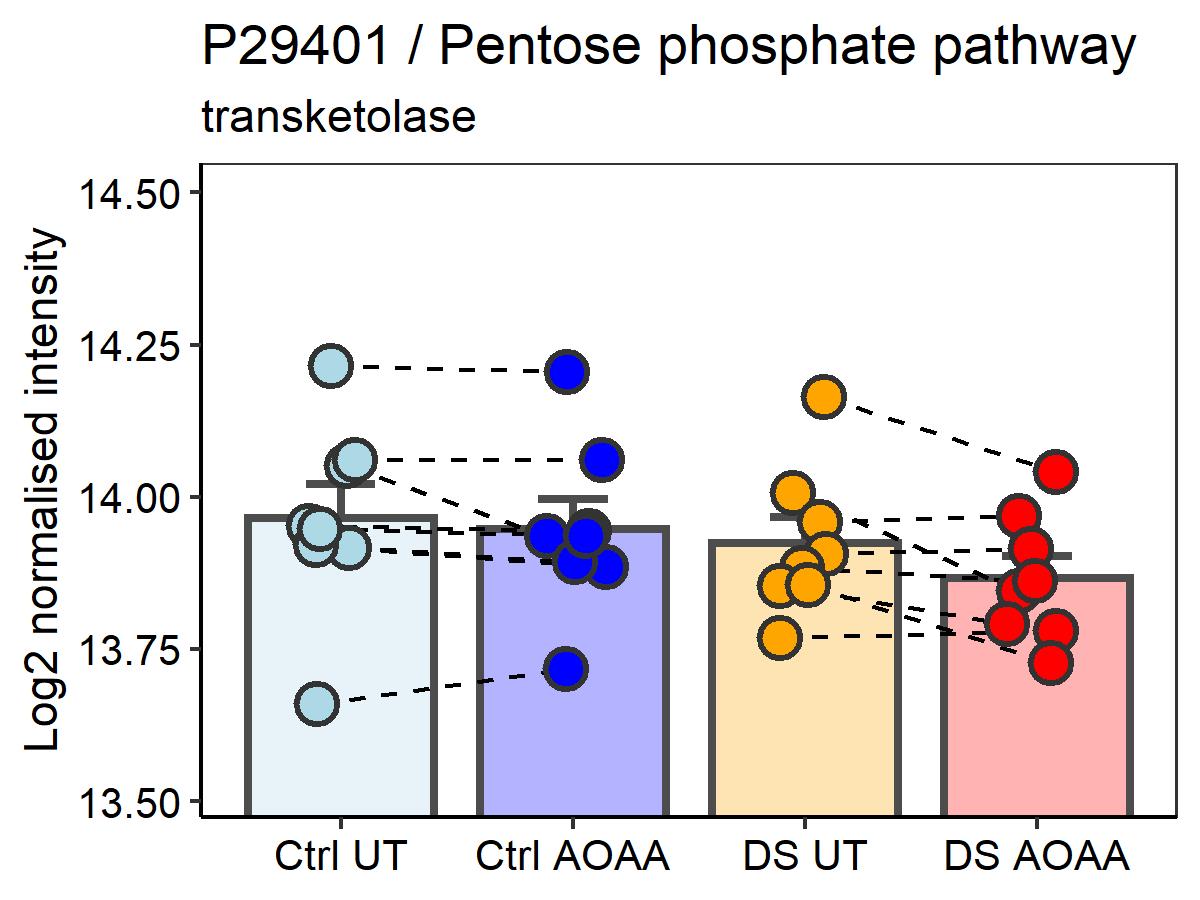 P29401 / Pentose phosphate pathway
transketolase
Log2 normalised intensity
14.50
14.25
14.00
13.75
13.50
Ctrl UT
Ctrl AOAA
DS UT
DS AOAA